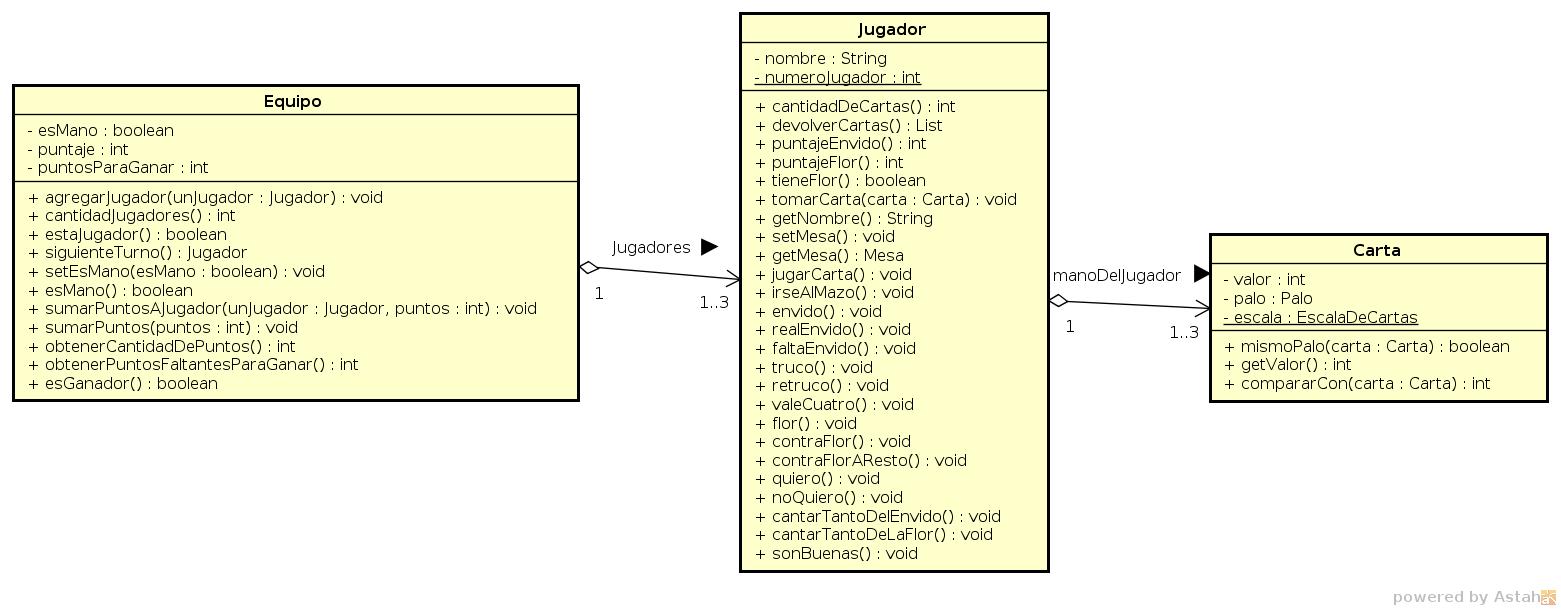 Equipo
- esMano : boolean
- puntaje : int
- puntosParaGanar : int
+ agregarJugador(unJugador : Jugador) : void
+ cantidadJugadores() : int
+ estaJugador() : boolean
+ siguienteTurno() : Jugador
+ setEsMano(esMano : boolean) : void
+ esMano() : boolean
+ sumarPuntosAJugador(unJugador : Jugador, puntos : int) : void
+ sumarPuntos(puntos : int) : void
+ obtenerCantidadDePuntos() : int
+ obtenerPuntosFaltantesParaGanar() : int
+ esGanador() : boolean
Jugadores
1
1..3
Jugador
- nombre : String
- numeroJugador : int
+ cantidadDeCartas() : int
+ devolverCartas() : List
+ puntajeEnvido() : int
+ puntajeFlor() : int
+ tieneFlor() : boolean
+ tomarCarta(carta : Carta) : void
+ getNombre() : String
+ setMesa() : void
+ getMesa() : Mesa
+ jugarCarta() : void
+ irseAlMazo() : void
+ envido() : void
+ realEnvido() : void
+ faltaEnvido() : void
+ truco() : void
+ retruco() : void
+ valeCuatro() : void
+ flor() : void
+ contraFlor() : void
+ contraFlorAResto() : void
+ quiero() : void
+ noQuiero() : void
+ cantarTantoDelEnvido() : void
+ cantarTantoDeLaFlor() : void
+ sonBuenas() : void
manoDelJugador
1
1..3
Carta
- valor : int
- palo : Palo
- escala : EscalaDeCartas
+ mismoPalo(carta : Carta) : boolean
+ getValor() : int
+ compararCon(carta : Carta) : int
powered by Astah